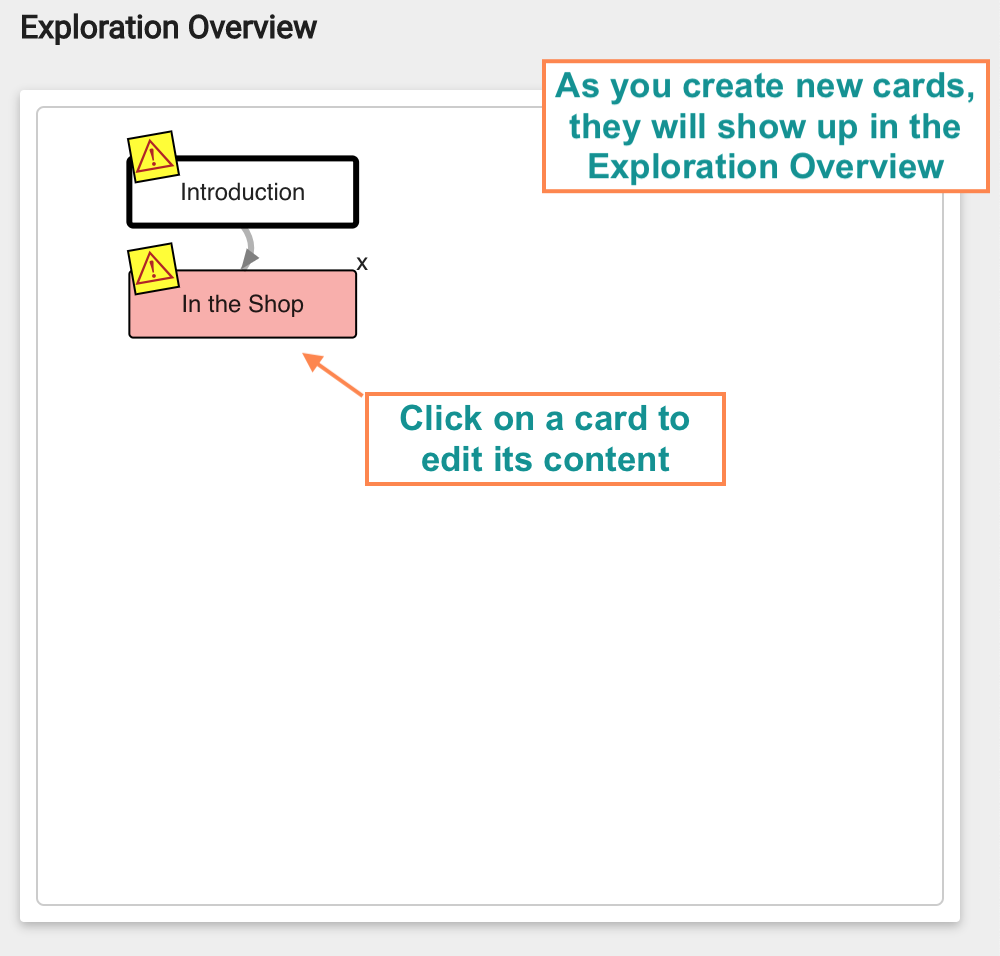 Exploration Overview
As you create new cards,
they will show up in the
Exploration Overview
Introduction
x
In the Shop
Click on a card to
edit its content